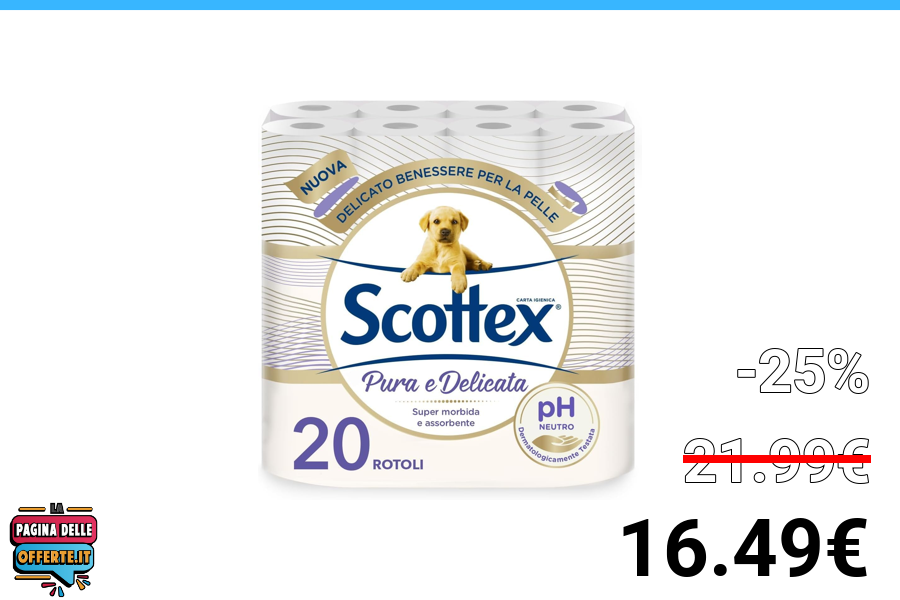 NUOVA
DELICATO BENESSERE PER LA PELLE
CARTA IGIENICA
Scottex®
Pura e Delicata
Super morbida
e assorbente
pH
NEUTRO
Dermatologicamente Testata
20 ROTOLI
-25%
21.99€
16.49€
LA
PAGINA DELLE
OFFERTE.IT